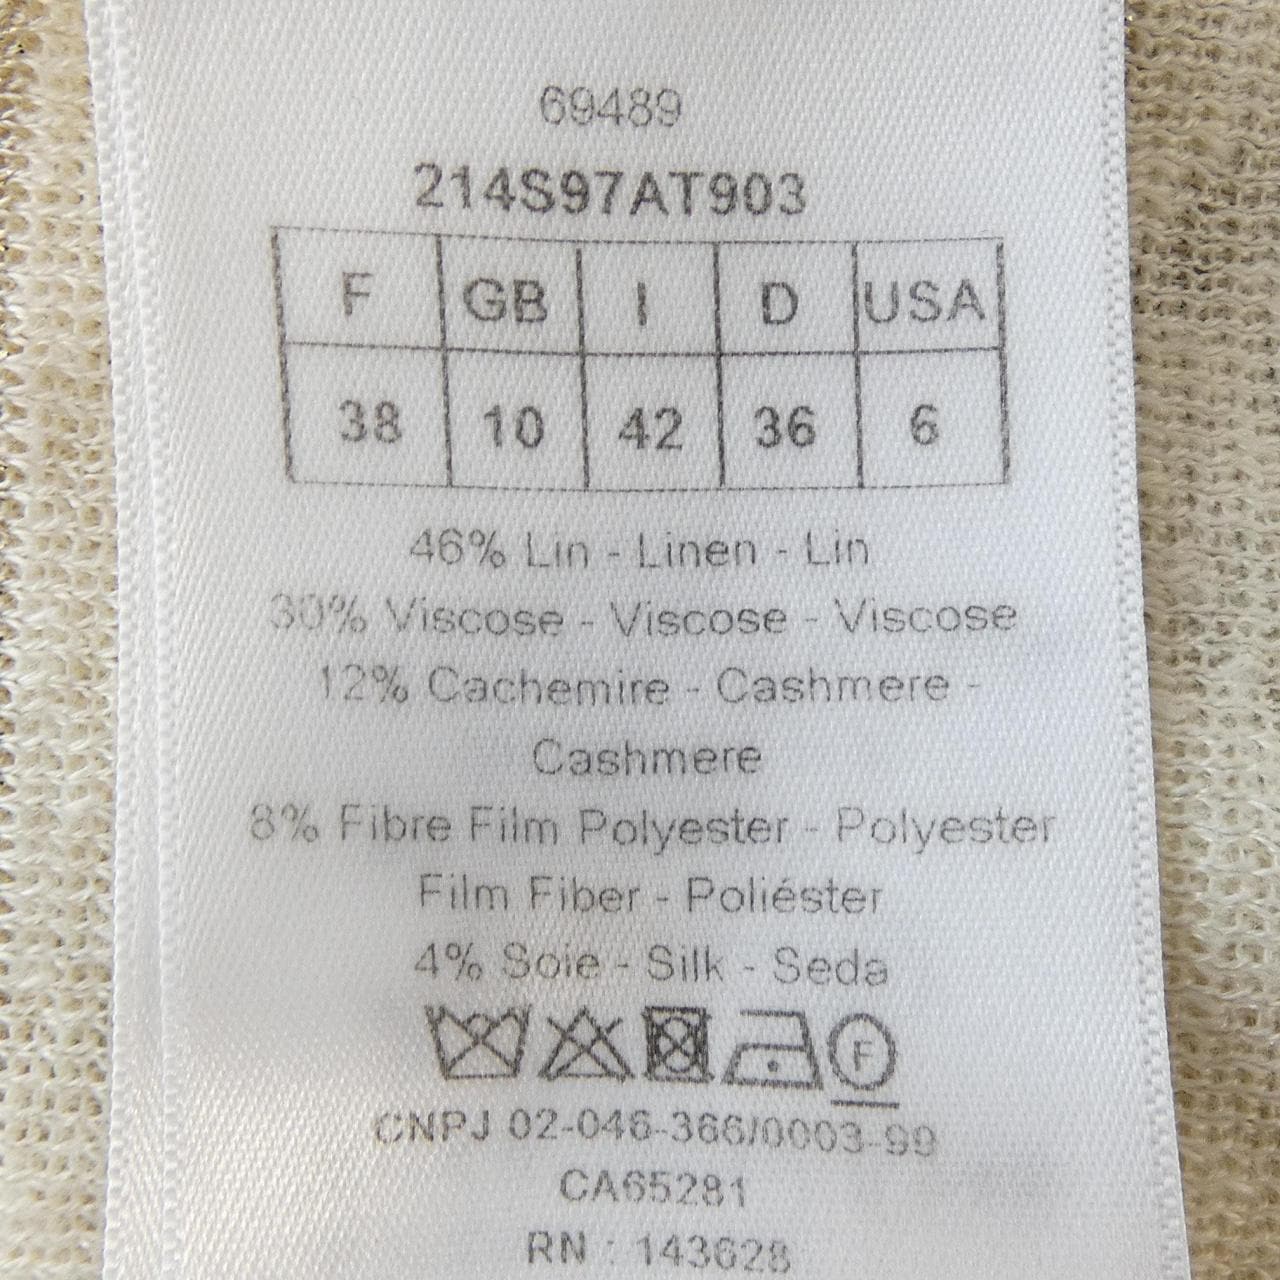 69489
214S97AT903
F GB I D USA
38 10 42 36 6
46% Lin - Linen - Lin
30% Viscose - Viscose - Viscose
12% Cachemire - Cashmere -
Cashmere
8% Fibre Film Polyester - Polyester
Film Fiber - Poliéster
4% Soie - Silk - Seda
F
CNPJ 02-046-366/0003-99
CA65281
RN : 143628